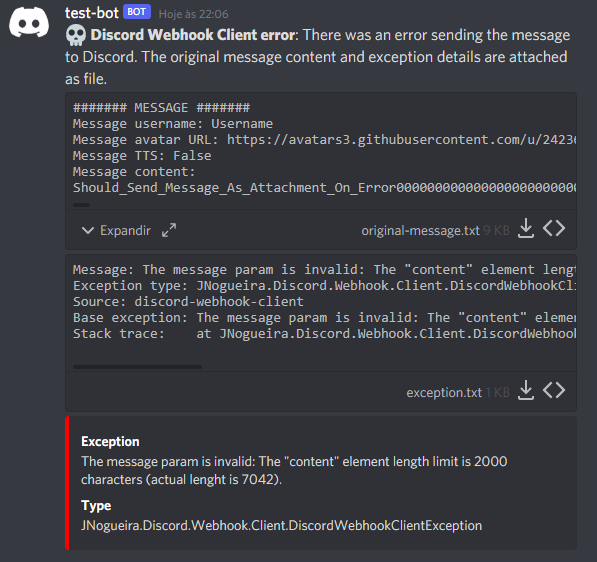 test-bot BOT Hoje às 22:06
Discord Webhook Client error: There was an error sending the message
to Discord. The original message content and exception details are attached
as file.
####### MESSAGE #######
Message username: Username
Message avatar URL: https://avatars3.githubusercontent.com/u/2423
Message TTS: False
Message content:
Should_Send_Message_As_Attachment_On_Error00000000000000000000000
Expandir original-message.txt 9 KB
Message: The message param is invalid: The "content" element leng
Exception type: JNogueira.Discord.Webhook.Client.DiscordWebhookCl
Source: discord-webhook-client
Base exception: The message param is invalid: The "content" eleme
Stack trace:    at JNogueira.Discord.Webhook.Client.DiscordWebhook
exception.txt 1 KB
Exception
The message param is invalid: The "content" element length limit is 2000
characters (actual lenght is 7042).
Type
JNogueira.Discord.Webhook.Client.DiscordWebhookClientException